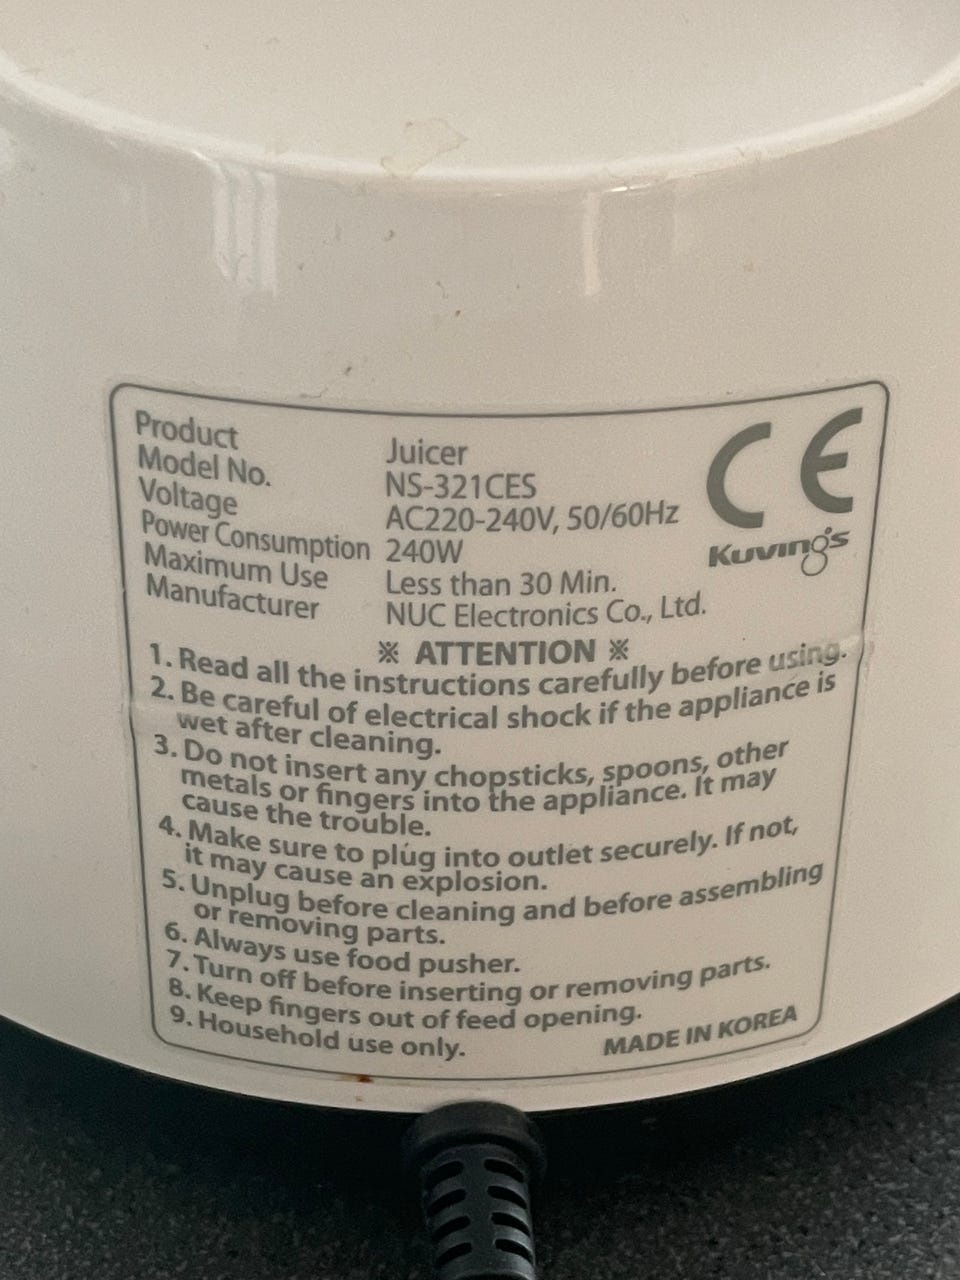 Product Juicer
Model No. NS-321CES
Voltage AC220-240V, 50/60Hz
Power Consumption 240W
Maximum Use Less than 30 Min.
Manufacturer NUC Electronics Co., Ltd.
CE
Kuving's
※ ATTENTION ※
1. Read all the instructions carefully before using.
2. Be careful of electrical shock if the appliance is
wet after cleaning.
3. Do not insert any chopsticks, spoons, other
metals or fingers into the appliance. It may
cause the trouble.
4. Make sure to plug into outlet securely. If not,
it may cause an explosion.
5. Unplug before cleaning and before assembling
or removing parts.
6. Always use food pusher.
7. Turn off before inserting or removing parts.
8. Keep fingers out of feed opening.
9. Household use only.
MADE IN KOREA